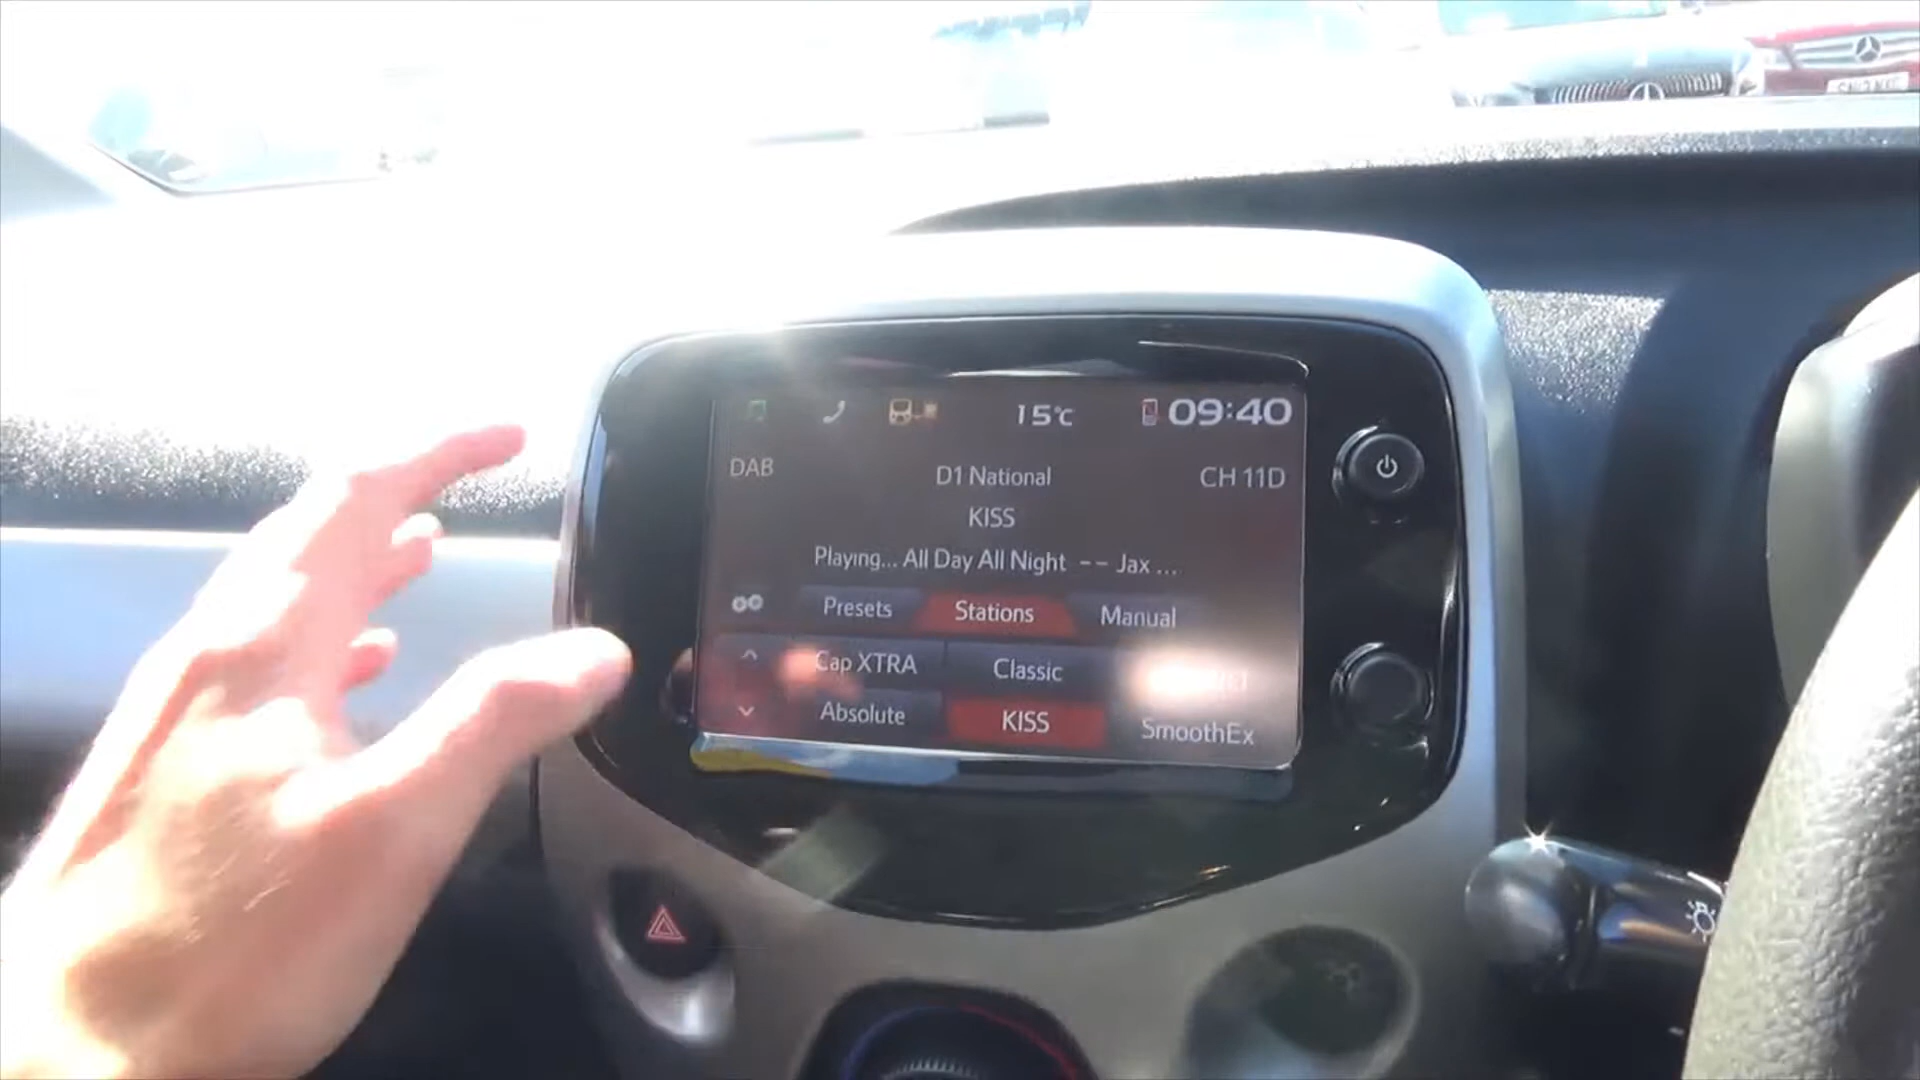 15°C 09:40
DAB D1 National CH 11D
KISS
Playing... All Day All Night -- Jax ...
Presets Stations Manual
Cap XTRA Classic
Absolute KISS SmoothEx